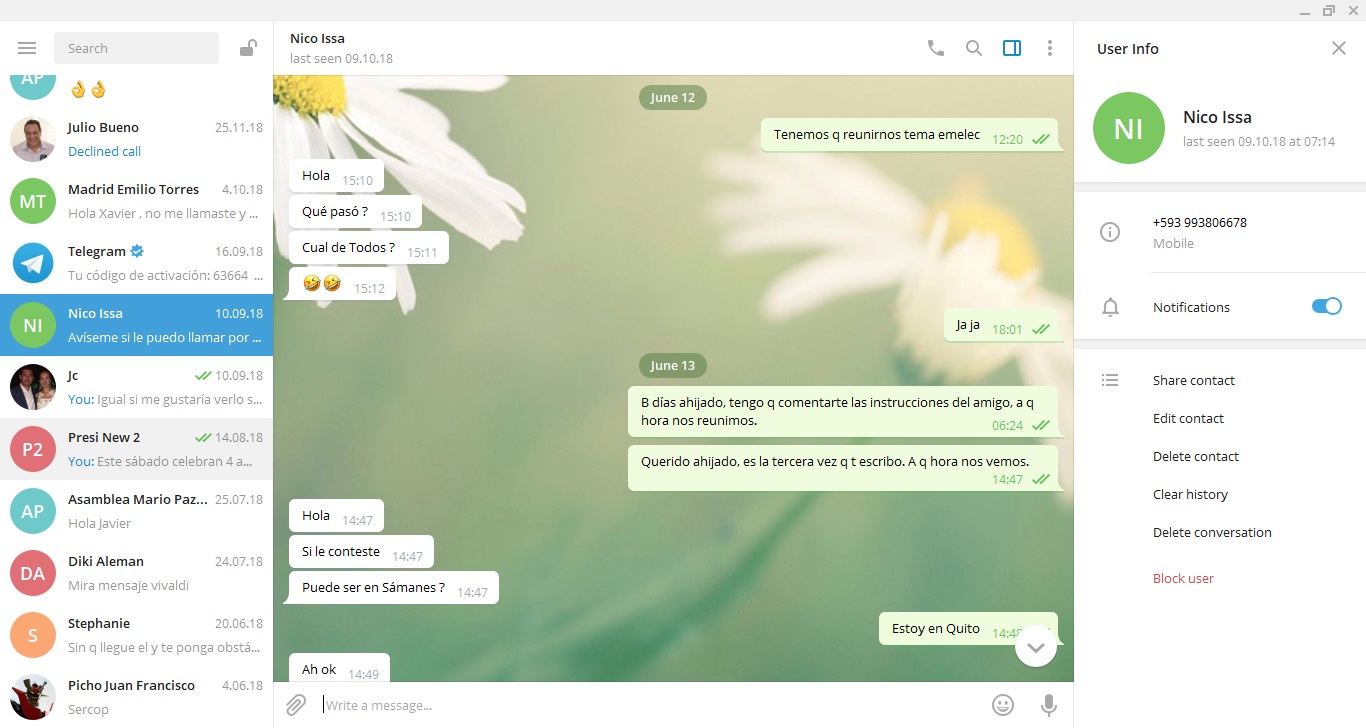 Search
AP
👌👌
Julio Bueno 25.11.18
Declined call
MT
Madrid Emilio Torres 4.10.18
Hola Xavier , no me llamaste y ...
Telegram 16.09.18
Tu código de activación: 63664 ...
NI
Nico Issa 10.09.18
Avíseme si le puedo llamar por ...
Jc 10.09.18
You: Igual si me gustaría verlo s...
P2
Presi New 2 14.08.18
You: Este sábado celebran 4 a...
AP
Asamblea Mario Paz... 25.07.18
Hola Javier
DA
Diki Aleman 24.07.18
Mira mensaje vivaldi
S
Stephanie 20.06.18
Sin q llegue el y te ponga obstá...
Picho Juan Francisco 4.06.18
Sercop
Nico Issa
last seen 09.10.18
June 12
Tenemos q reunirnos tema emelec 12:20
Hola 15:10
Qué pasó ? 15:10
Cual de Todos ? 15:11
🤣🤣 15:12
Ja ja 18:01
June 13
B días ahijado, tengo q comentarte las instrucciones del amigo, a q
hora nos reunimos. 06:24
Querido ahijado, es la tercera vez q t escribo. A q hora nos vemos.
14:47
Hola 14:47
Si le conteste 14:47
Puede ser en Sámanes ? 14:47
Estoy en Quito 14:48
Ah ok 14:49
Write a message...
User Info
NI
Nico Issa
last seen 09.10.18 at 07:14
+593 993806678
Mobile
Notifications
Share contact
Edit contact
Delete contact
Clear history
Delete conversation
Block user